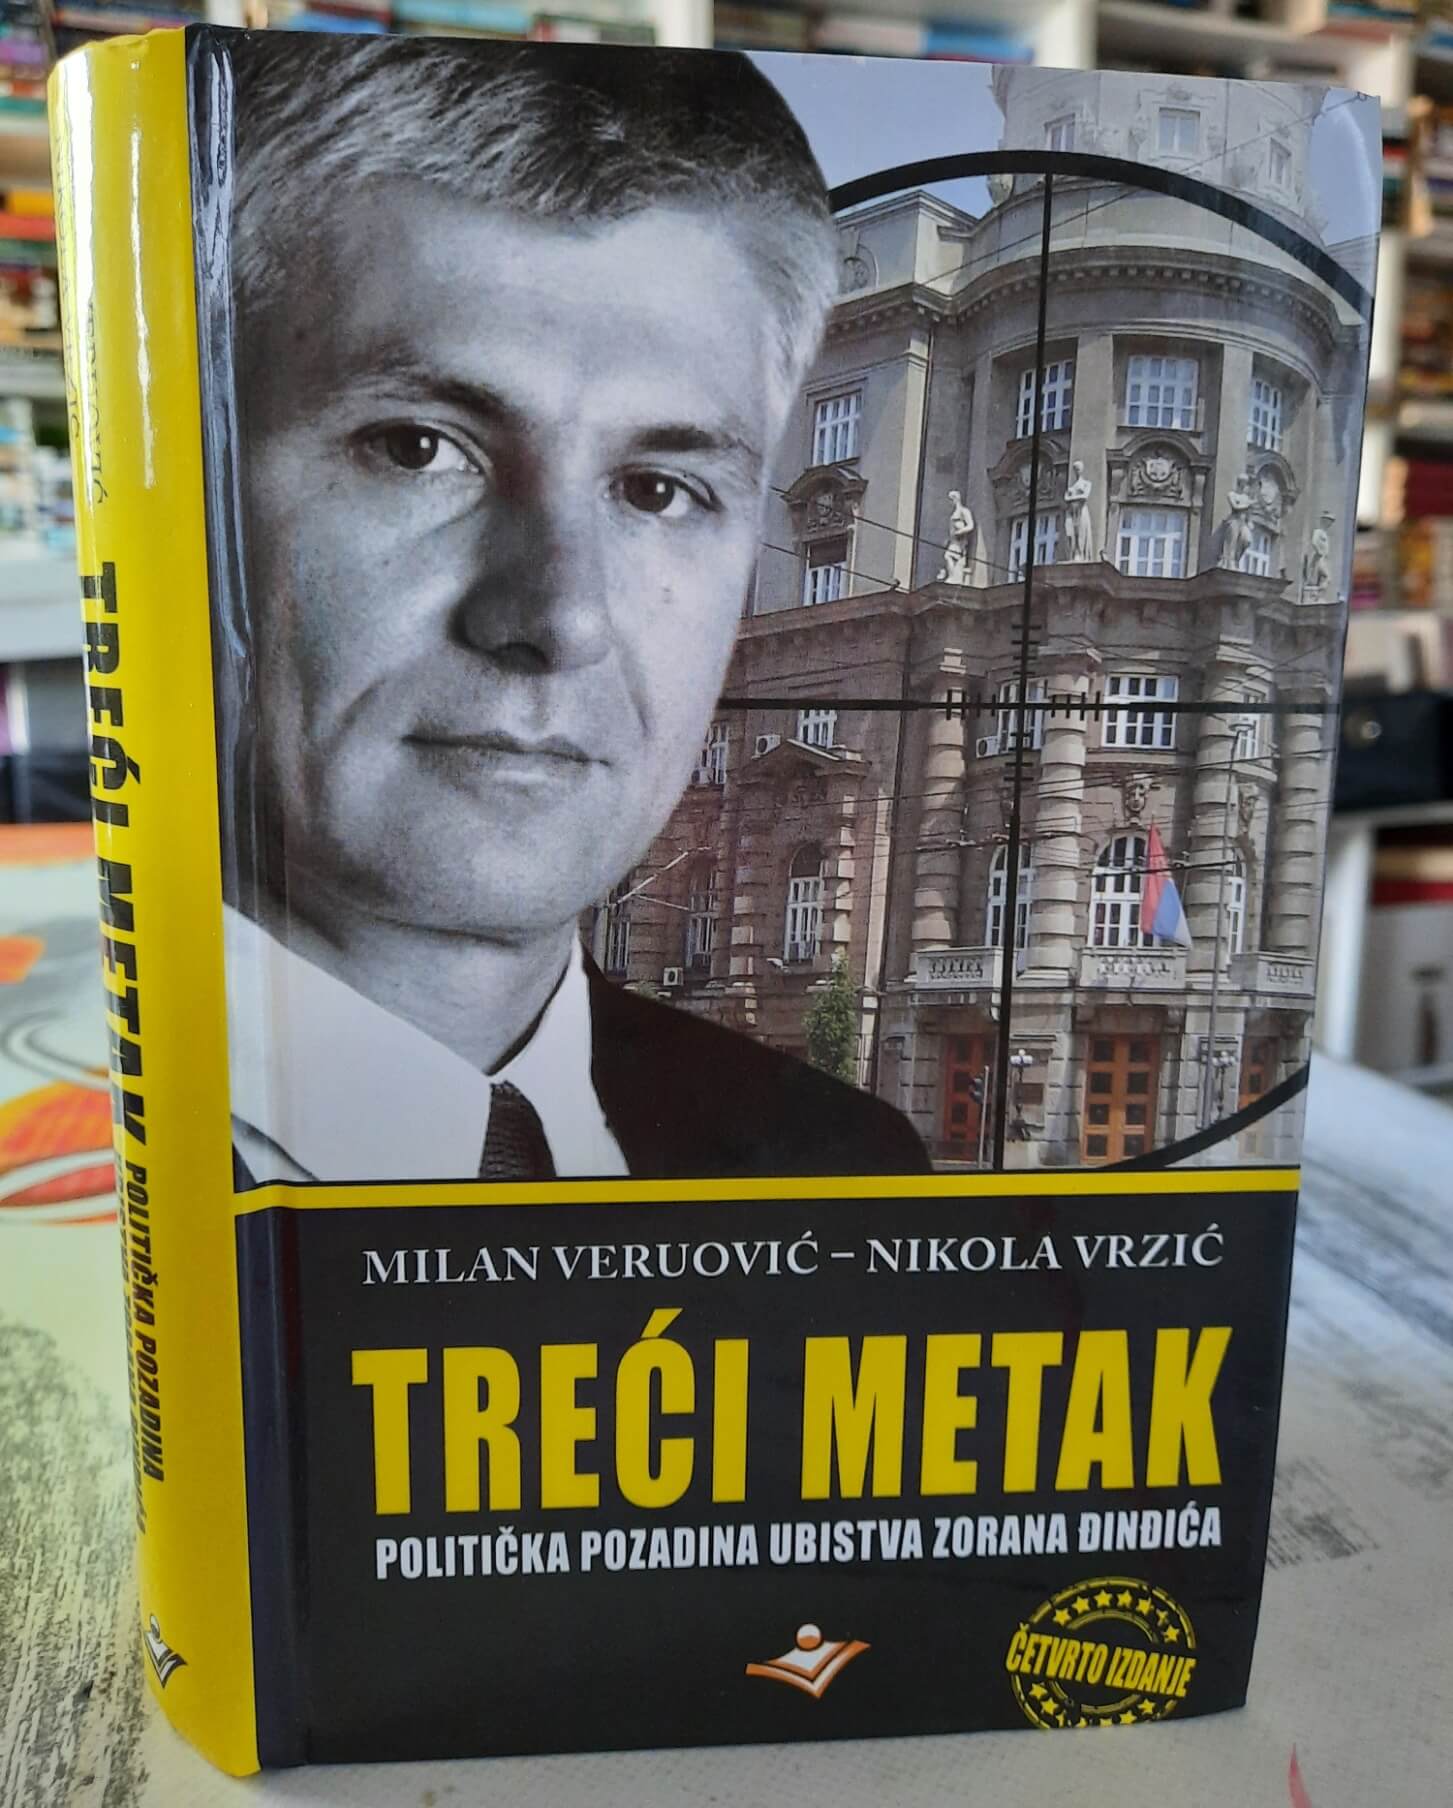 MILAN VERUOVIĆ – NIKOLA VRZIĆ
TREĆI METAK
POLITIČKA POZADINA UBISTVA ZORANA ĐINĐIĆA
ČETVRTO IZDANJE
TREĆI METAK
POLITIČKA POZADINA